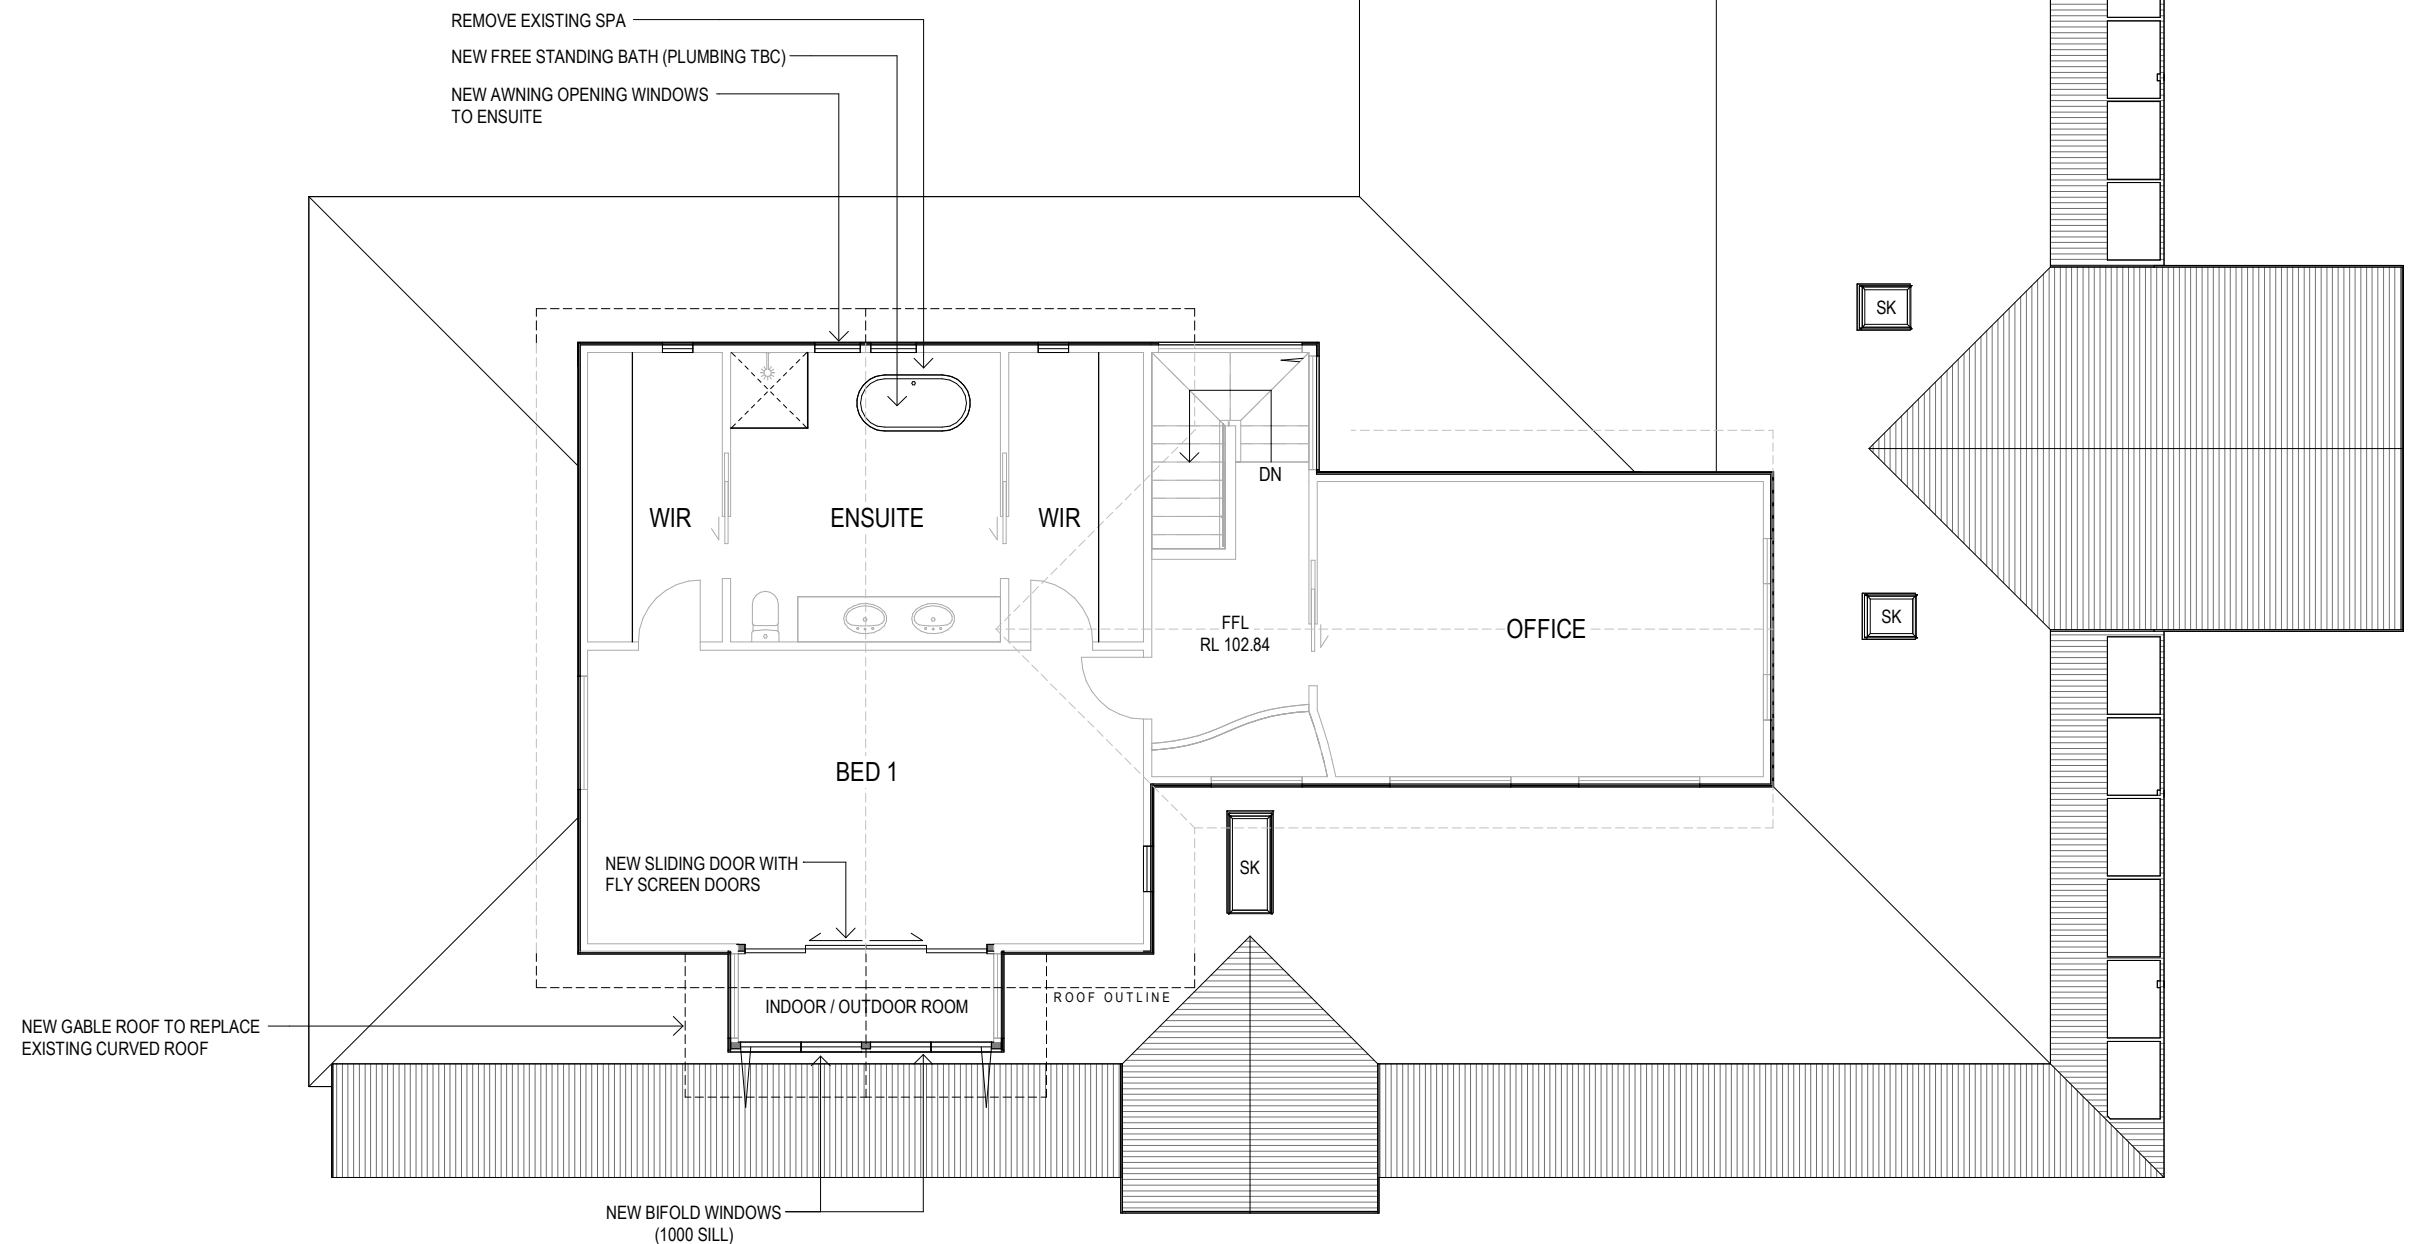 REMOVE EXISTING SPA
NEW FREE STANDING BATH (PLUMBING TBC)
NEW AWNING OPENING WINDOWS
TO ENSUITE
SK
DN
WIR
ENSUITE
WIR
SK
FFL
RL 102.84
OFFICE
BED 1
NEW SLIDING DOOR WITH
FLY SCREEN DOORS
SK
ROOF OUTLINE
INDOOR / OUTDOOR ROOM
NEW GABLE ROOF TO REPLACE
EXISTING CURVED ROOF
NEW BIFOLD WINDOWS
(1000 SILL)